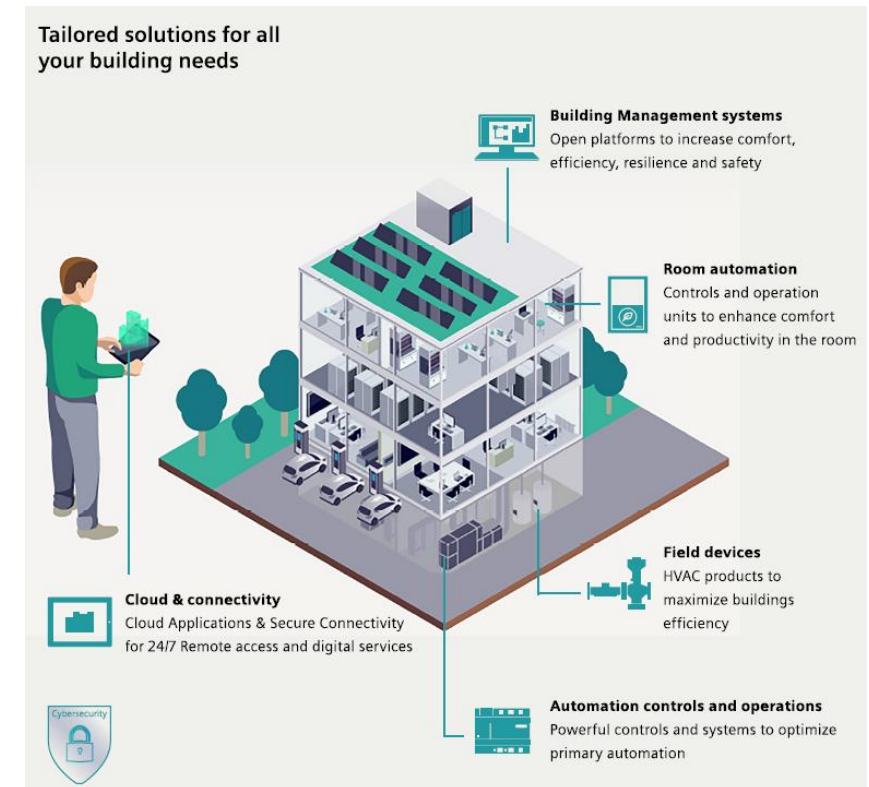 Tailored solutions for all
your building needs
Building Management systems
Open platforms to increase comfort,
efficiency, resilience and safety
Room automation
Controls and operation
units to enhance comfort
and productivity in the room
Field devices
HVAC products to
maximize buildings
efficiency
Cloud & connectivity
Cloud Applications & Secure Connectivity
for 24/7 Remote access and digital services
Automation controls and operations
Powerful controls and systems to optimize
primary automation
Cybersecurity